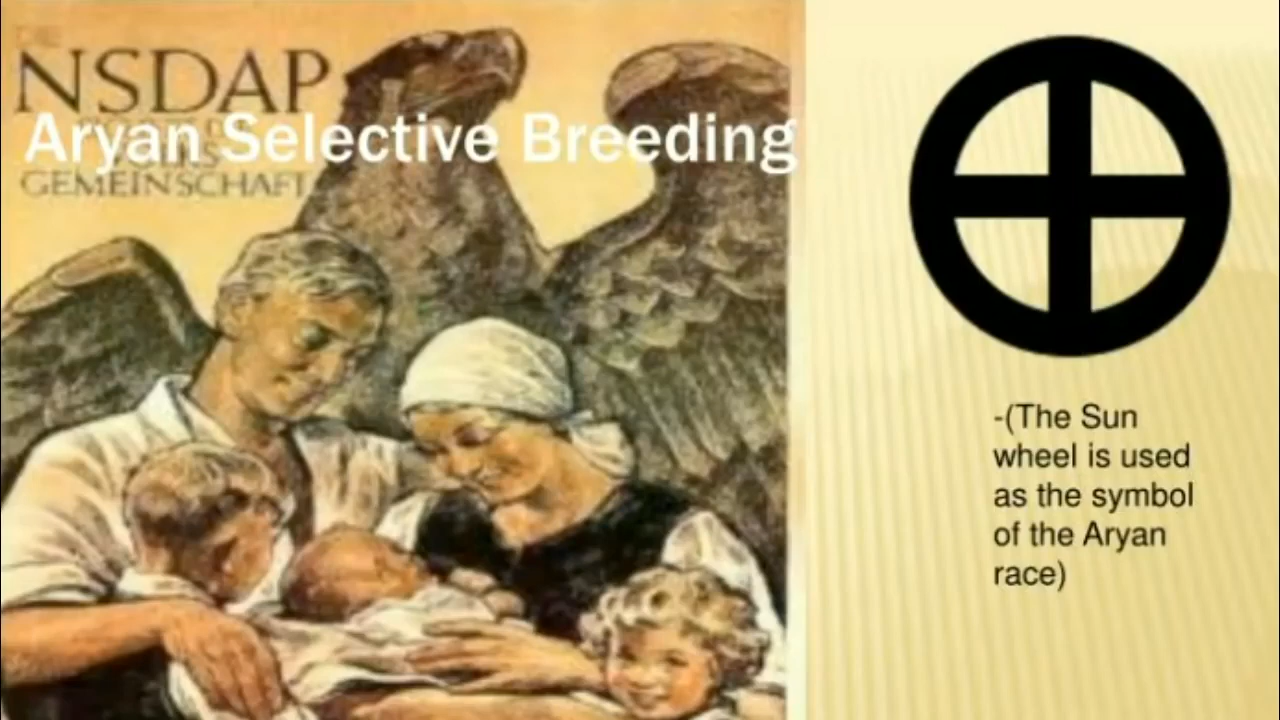 NSDAP
Aryan Selective Breeding
GEMEINSCHAFT
-(The Sun
wheel is used
as the symbol
of the Aryan
race)